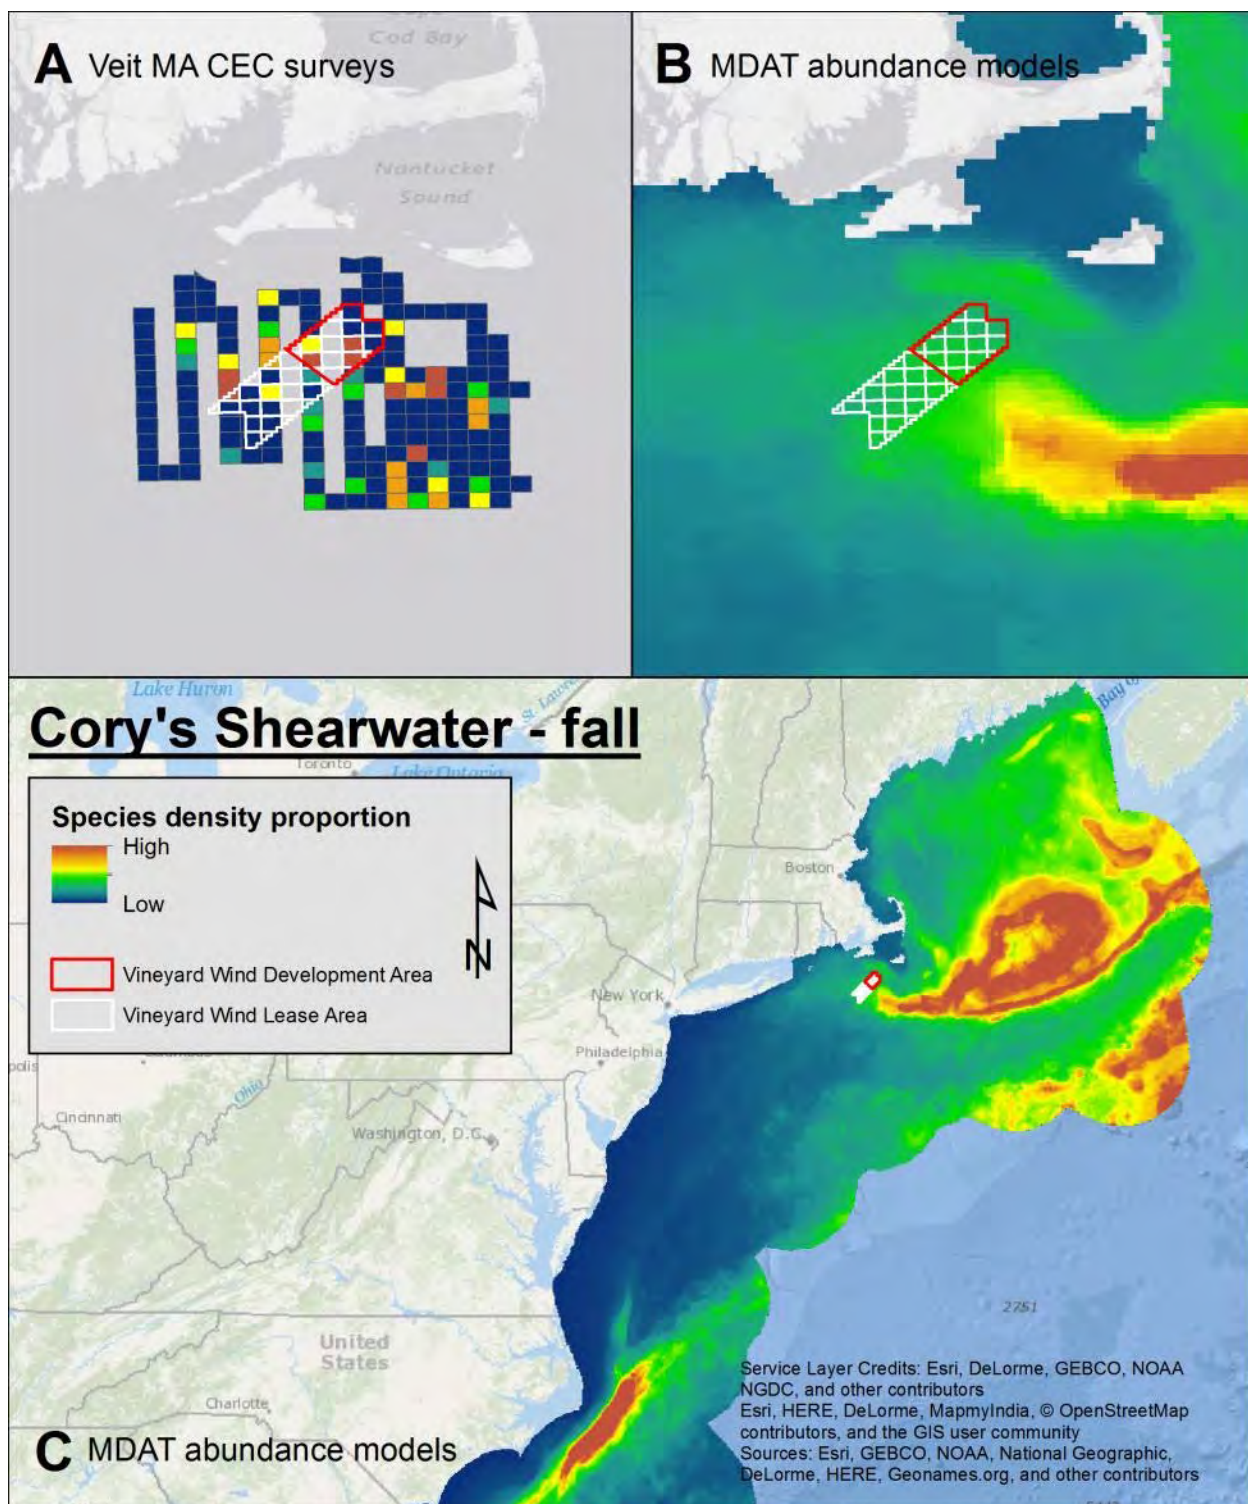 Cod Bay
A Veit MA CEC surveys
Nantucket
Sound
B MDAT abundance models
Lake Huron
Cory's Shearwater - fall
Toronto
Lake Ontario
Species density proportion
High
Low
N
Vineyard Wind Development Area
Vineyard Wind Lease Area
Boston
New York
Philadelphia
Cincinnati
Ohio
Washington, D.C.
2751
United
States
Charlotte
Service Layer Credits: Esri, DeLorme, GEBCO, NOAA
NGDC, and other contributors
Esri, HERE, DeLorme, MapmyIndia, © OpenStreetMap
contributors, and the GIS user community
Sources: Esri, GEBCO, NOAA, National Geographic,
DeLorme, HERE, Geonames.org, and other contributors
C MDAT abundance models